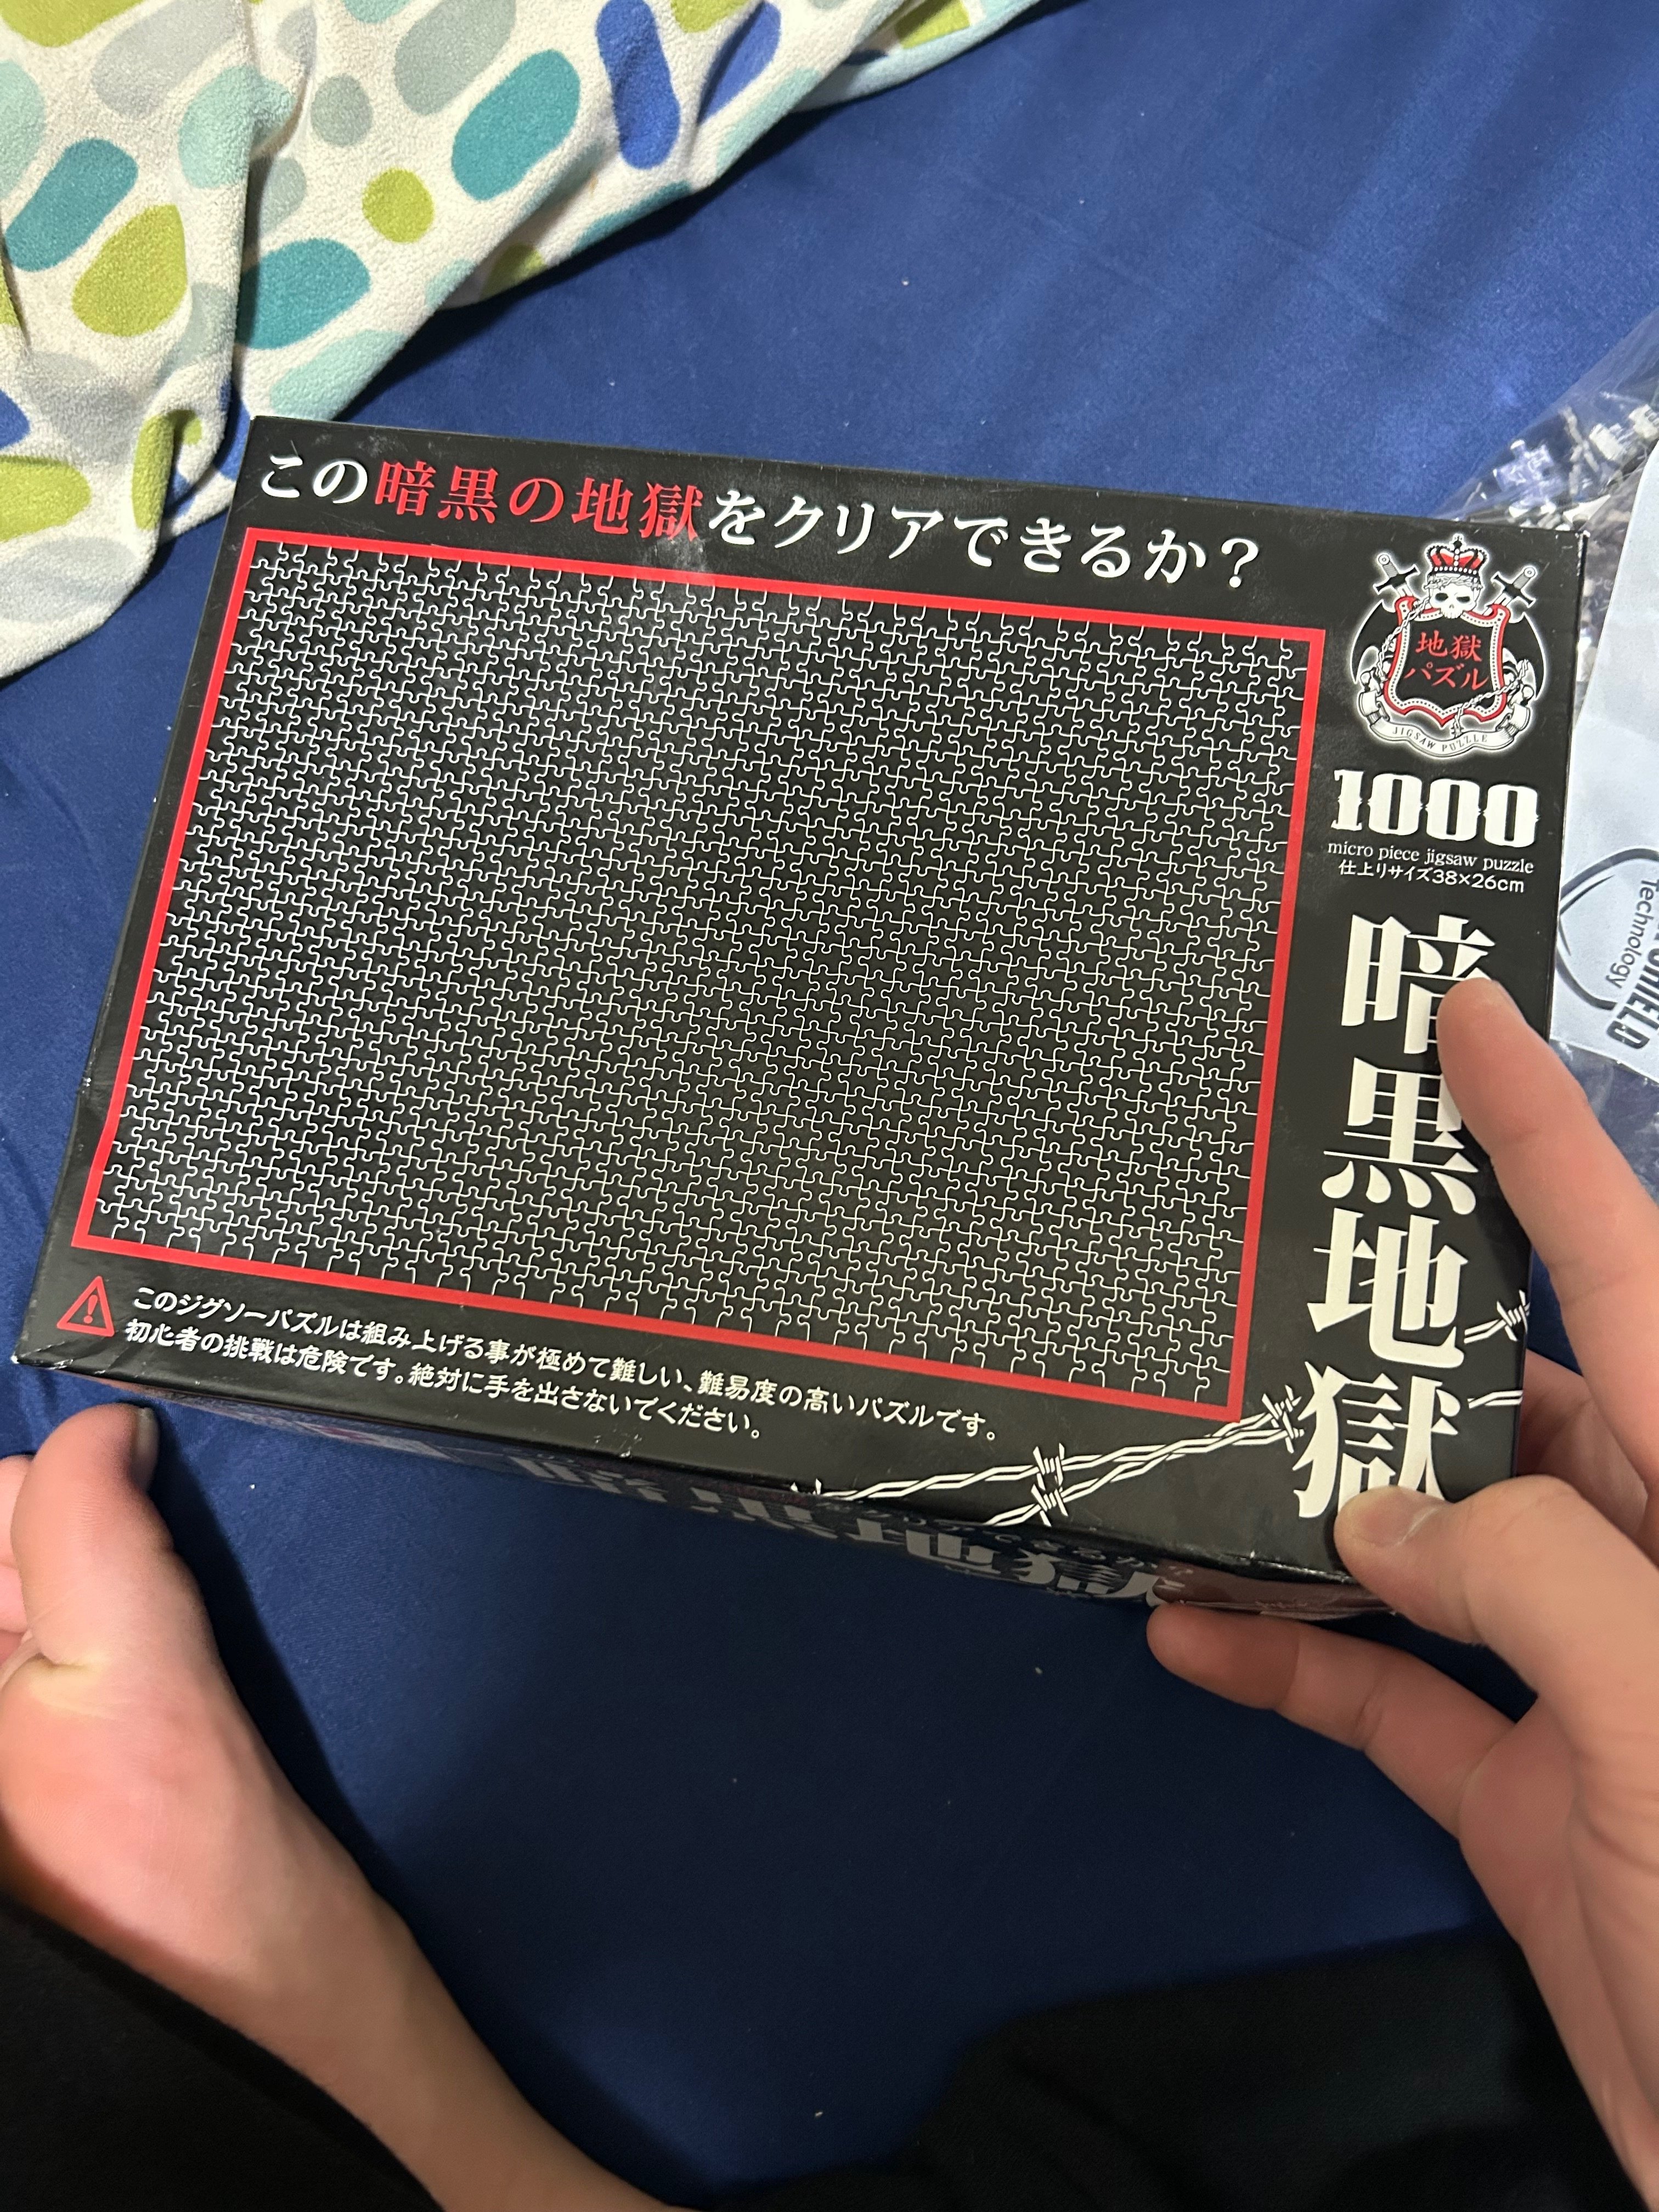 この暗黒の地獄をクリアできるか？
地獄
パズル
JIGSAW PUZZLE
1000
micro piece jigsaw puzzle
仕上りサイズ38×26cm
暗黒地獄
このジグソーパズルは組み上げる事が極めて難しい、難易度の高いパズルです。
初心者の挑戦は危険です。絶対に手を出さないでください。
Technology